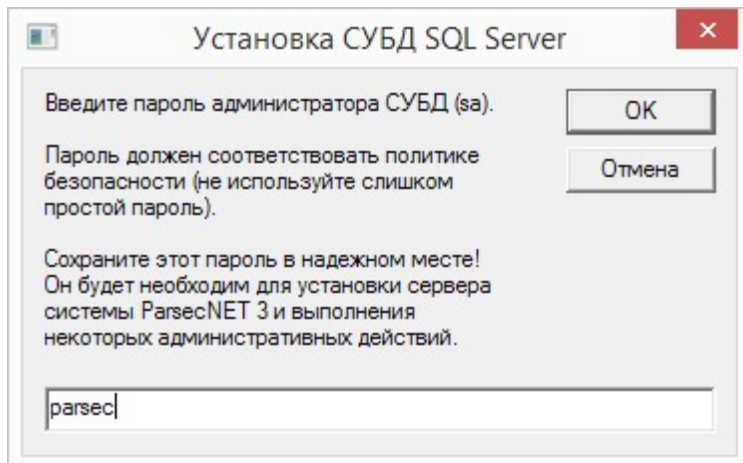 Установка СУБД SQL Server
Введите пароль администратора СУБД (sa).
OK
Пароль должен соответствовать политике
безопасности (не используйте слишком
простой пароль).
Отмена
Сохраните этот пароль в надежном месте!
Он будет необходим для установки сервера
системы ParsecNET 3 и выполнения
некоторых административных действий.
parsec